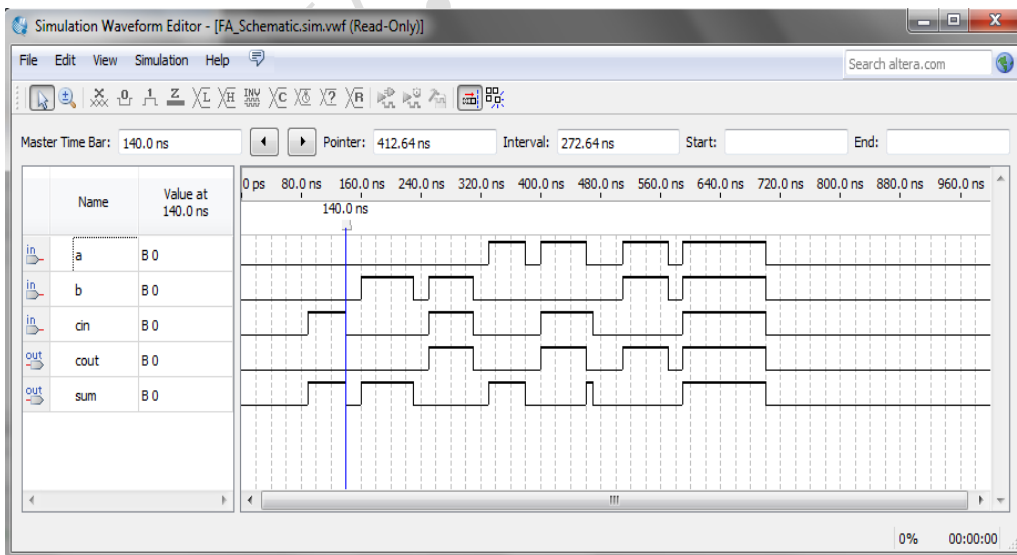 Simulation Waveform Editor - [FA_Schematic.sim.vwf (Read-Only)]
File Edit View Simulation Help
Search altera.com
Master Time Bar: 140.0 ns Pointer: 412.64 ns Interval: 272.64 ns Start: End:
Name Value at 140.0 ns
0 ps 80.0 ns 160.0 ns 240.0 ns 320.0 ns 400.0 ns 480.0 ns 560.0 ns 640.0 ns 720.0 ns 800.0 ns 880.0 ns 960.0 ns
140.0 ns
in a B 0
in b B 0
in cin B 0
out cout B 0
out sum B 0
0% 00:00:00